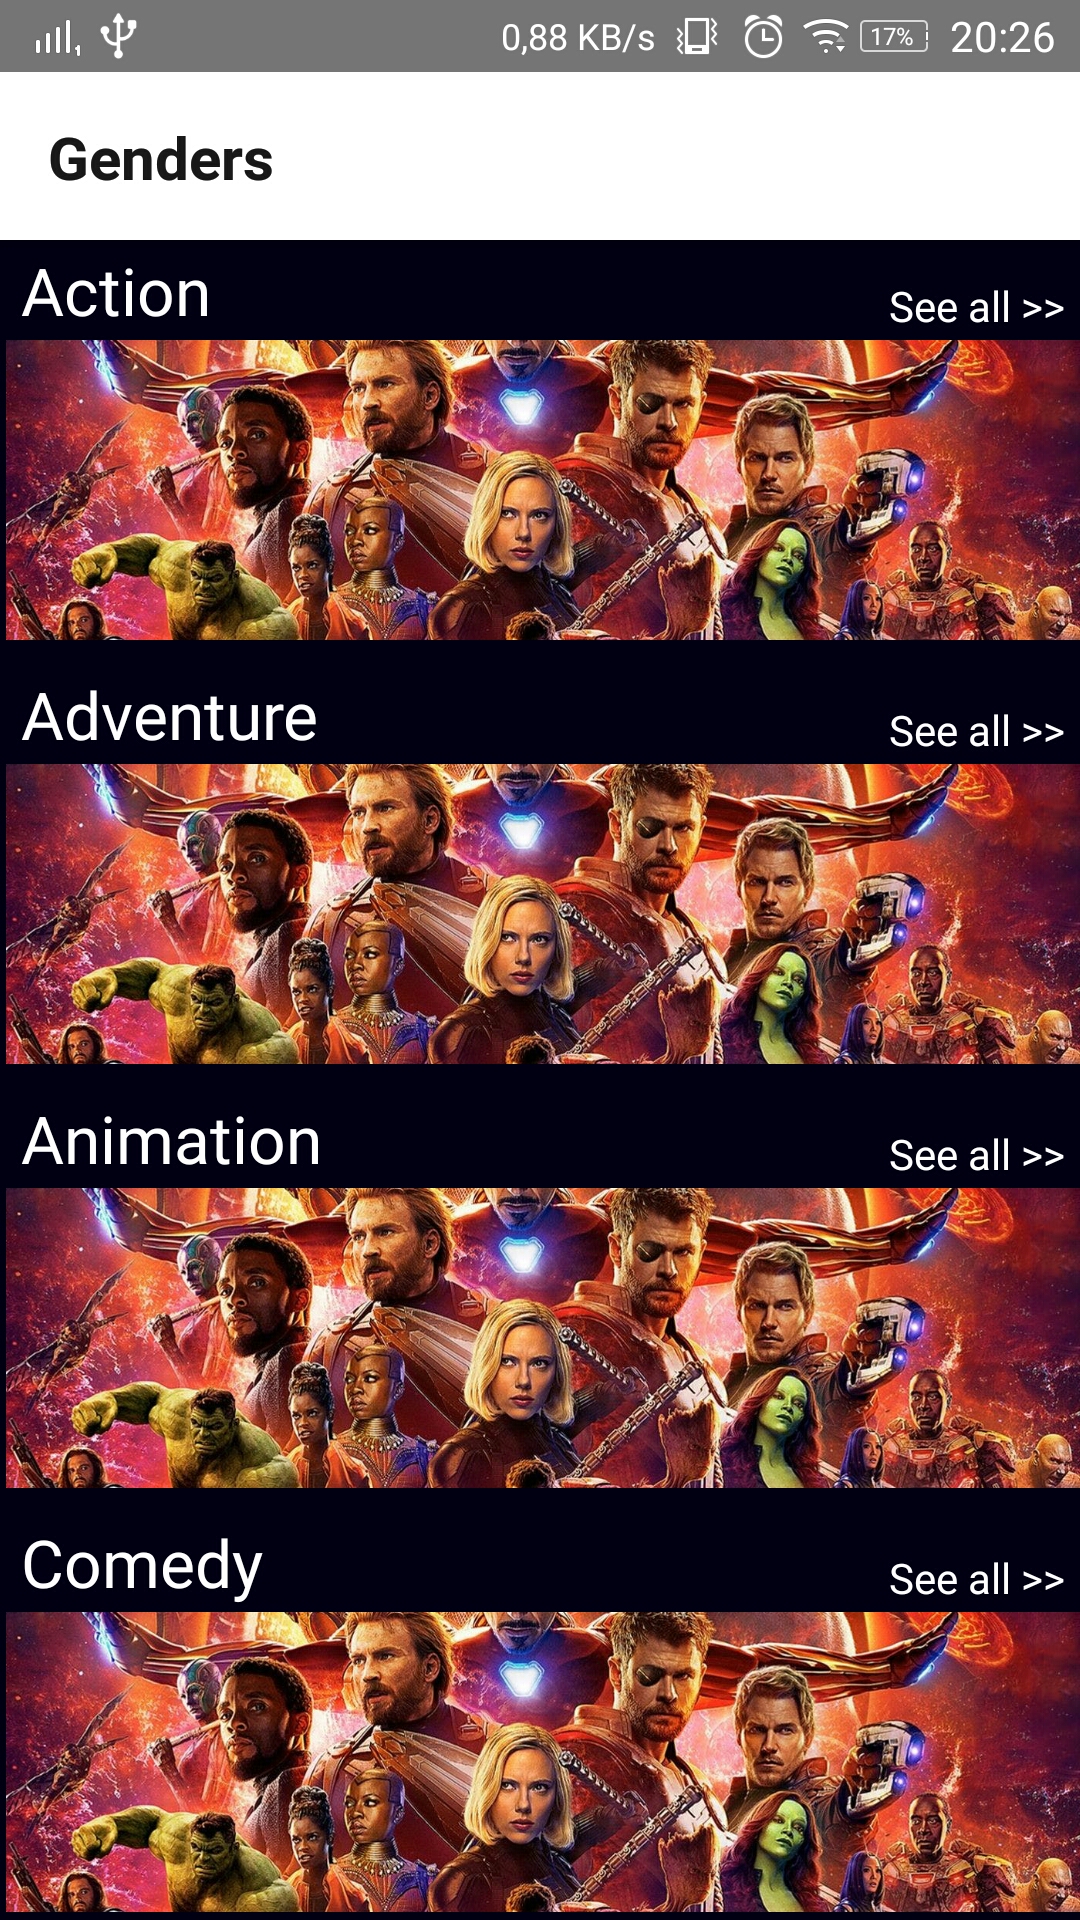 0,88 KB/s 17% 20:26
Genders
Action
See all >>
Adventure
See all >>
Animation
See all >>
Comedy
See all >>